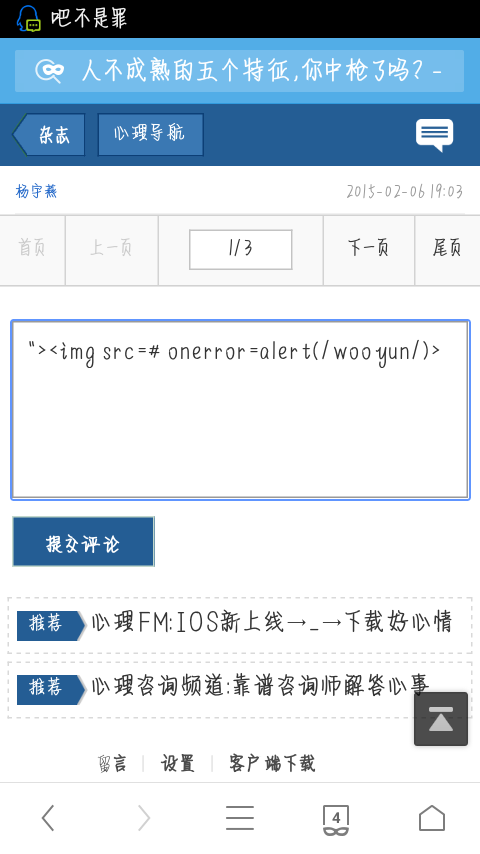 吧不是罪
人不成熟的五个特征,你中枪了吗? -
杂志 心理导航
杨宇燕 2015-02-06 19:03
首页 上一页 1/3 下一页 尾页
"><img src=# onerror=alert(/wooyun/)>
提交评论
推荐 心理FM:IOS新上线→_→下载好心情
推荐 心理咨询频道:靠谱咨询师解答心事
留言 | 设置 | 客户端下载
4